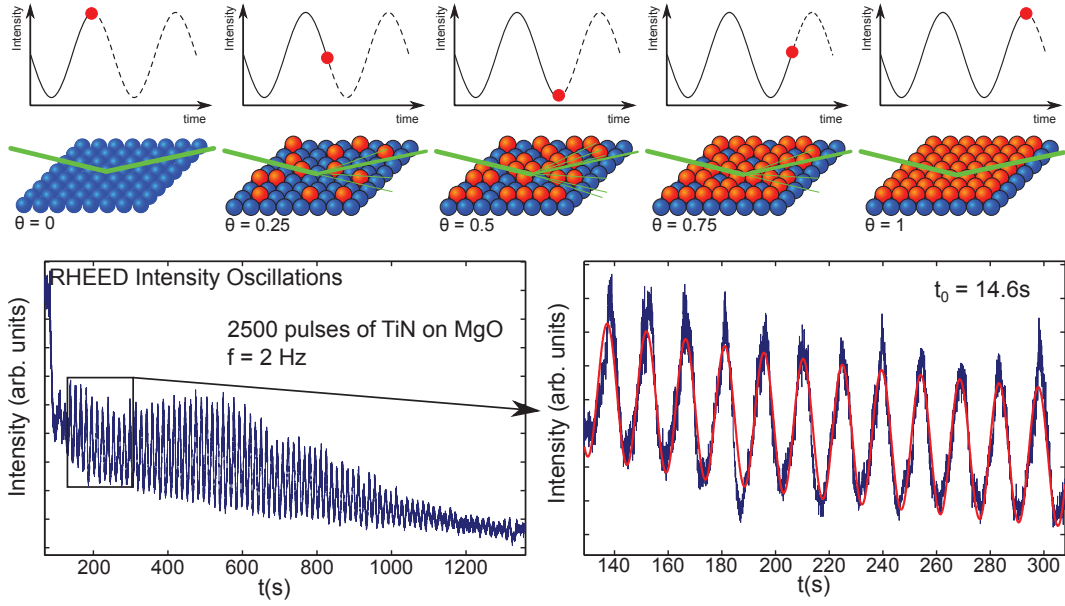 Intensity
time
Intensity
time
Intensity
time
Intensity
time
Intensity
time
θ = 0
θ = 0.25
θ = 0.5
θ = 0.75
θ = 1
RHEED Intensity Oscillations
2500 pulses of TiN on MgO
f = 2 Hz
Intensity (arb. units)
200 400 600 800 1000 1200
t(s)
t₀ = 14.6s
Intensity (arb. units)
140 160 180 200 220 240 260 280 300
t(s)